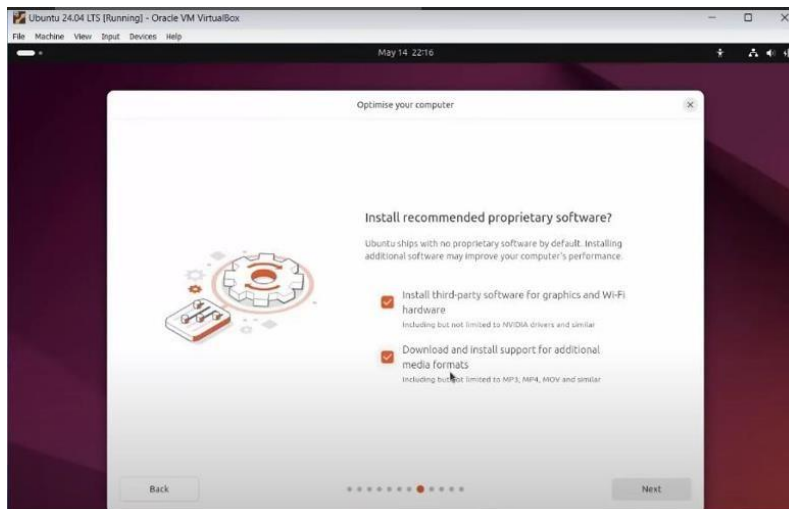 Ubuntu 24.04 LTS [Running] - Oracle VM VirtualBox
File Machine View Input Devices Help
May 14 22:16
Optimise your computer
Install recommended proprietary software?
Ubuntu ships with no proprietary software by default. Installing
additional software may improve your computer's performance.
Install third-party software for graphics and Wi-Fi
hardware
Including but not limited to NVIDIA drivers and similar
Download and install support for additional
media formats
Including but not limited to MP3, MP4, MOV and similar
Back
Next